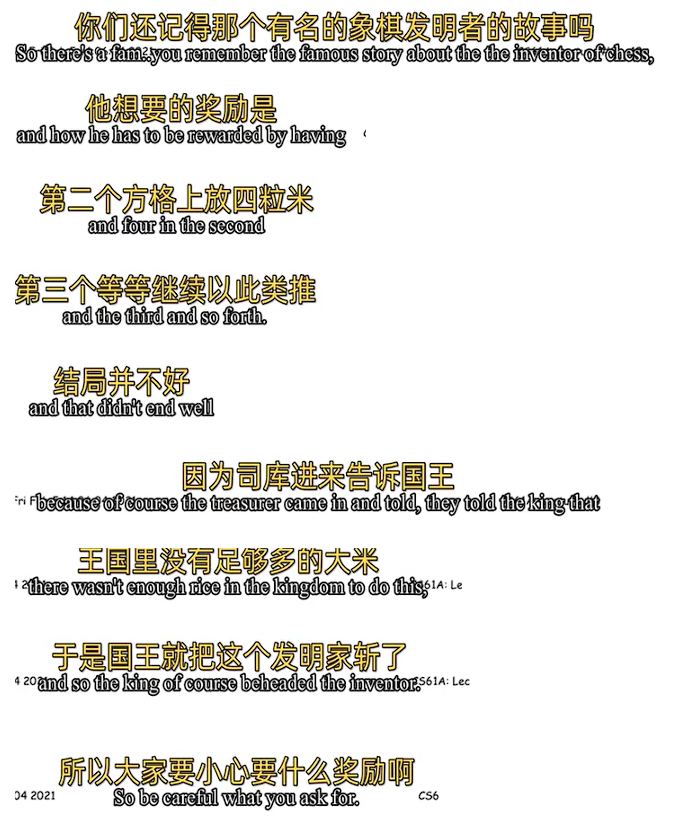 你们还记得那个有名的象棋发明者的故事吗
So there's a fam..you remember the famous story about the the inventor of chess,
他想要的奖励是
and how he has to be rewarded by having
第二个方格上放四粒米
and four in the second
第三个等等继续以此类推
and the third and so forth.
结局并不好
and that didn't end well
因为司库进来告诉国王
because of course the treasurer came in and told, they told the king that
王国里没有足够多的大米
there wasn't enough rice in the kingdom to do this,
61A: Le
于是国王就把这个发明家斩了
and so the king of course beheaded the inventor.
4 202
CS61A: Lec
所以大家要小心要什么奖励啊
04 2021
So be careful what you ask for.
CS6